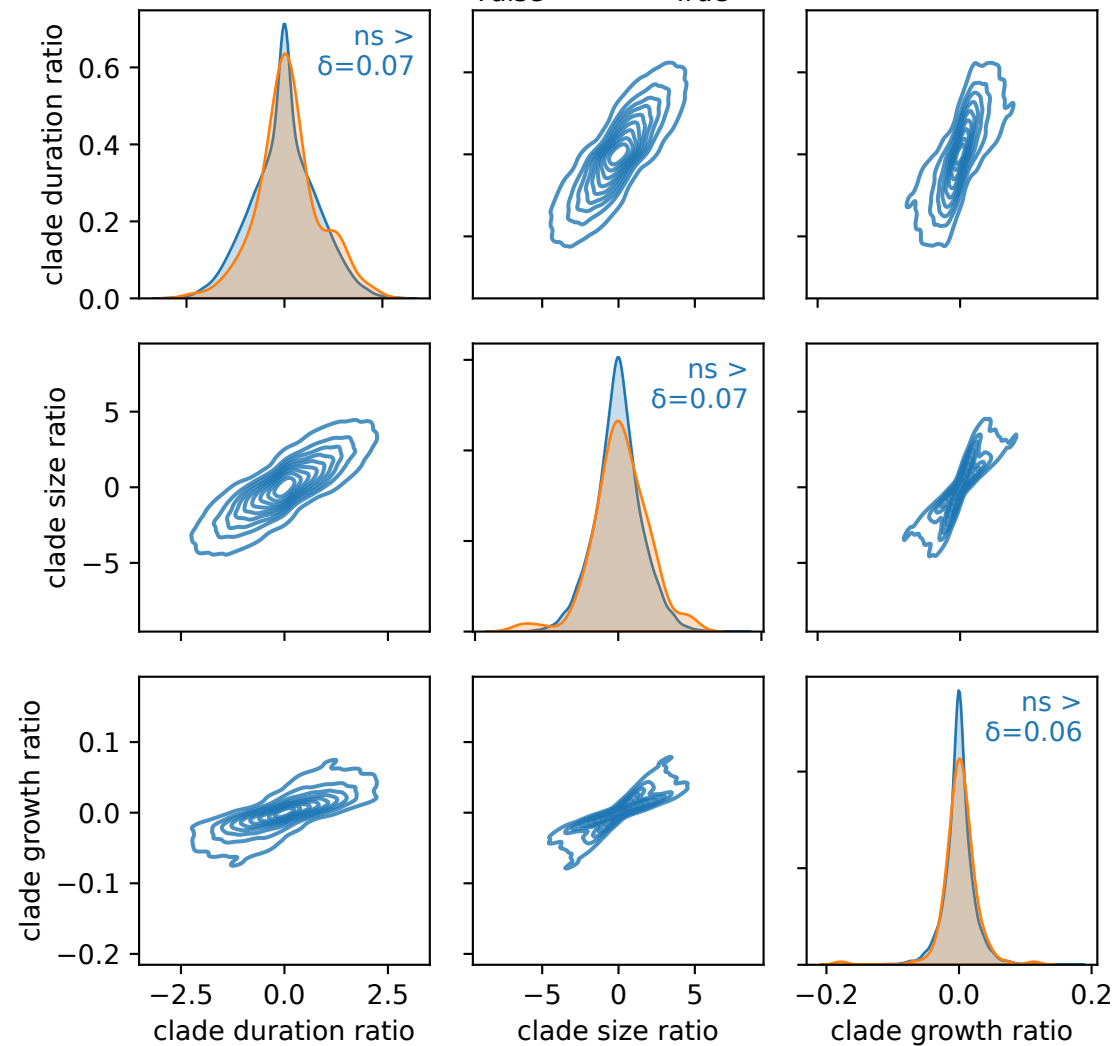 clade duration ratio
0.6
0.4
0.2
0.0
ns >
δ=0.07
clade size ratio
5
0
−5
ns >
δ=0.07
clade growth ratio
0.1
0.0
−0.1
−0.2
ns >
δ=0.06
−2.5 0.0 2.5
−5 0 5
−0.2 0.0 0.2
clade duration ratio
clade size ratio
clade growth ratio